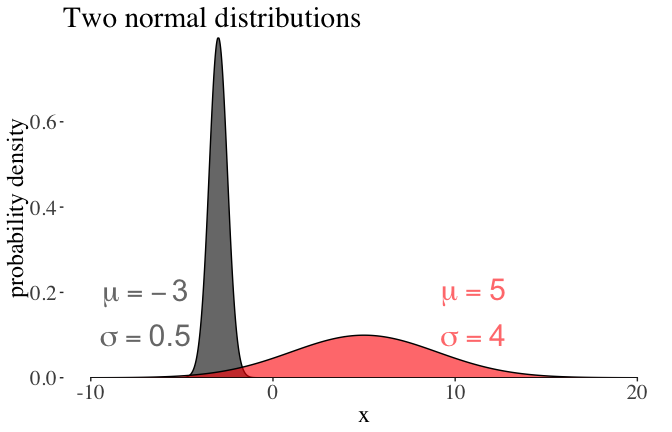 Two normal distributions
probability density
0.6
0.4
0.2
0.0
μ = −3
σ = 0.5
μ = 5
σ = 4
-10 0 10 20
x